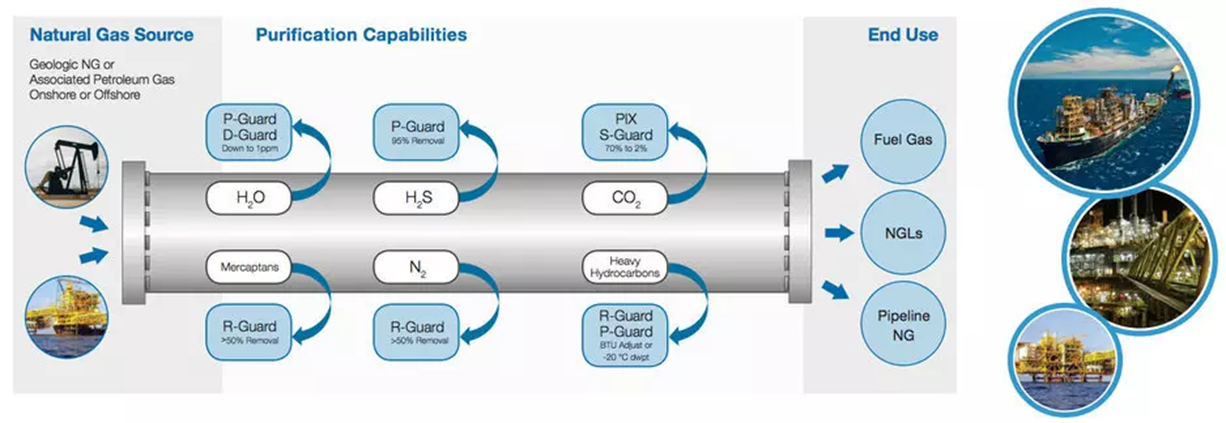 Natural Gas Source
Purification Capabilities
End Use
Geologic NG or
Associated Petroleum Gas
Onshore or Offshore
P-Guard
D-Guard
Down to 1ppm
P-Guard
95% Removal
PIX
S-Guard
70% to 2%
H₂O
H₂S
CO₂
Mercaptans
N₂
Heavy
Hydrocarbons
R-Guard
>50% Removal
R-Guard
>50% Removal
R-Guard
P-Guard
BTU Adjust or
-20 °C dwpt
Fuel Gas
NGLs
Pipeline
NG